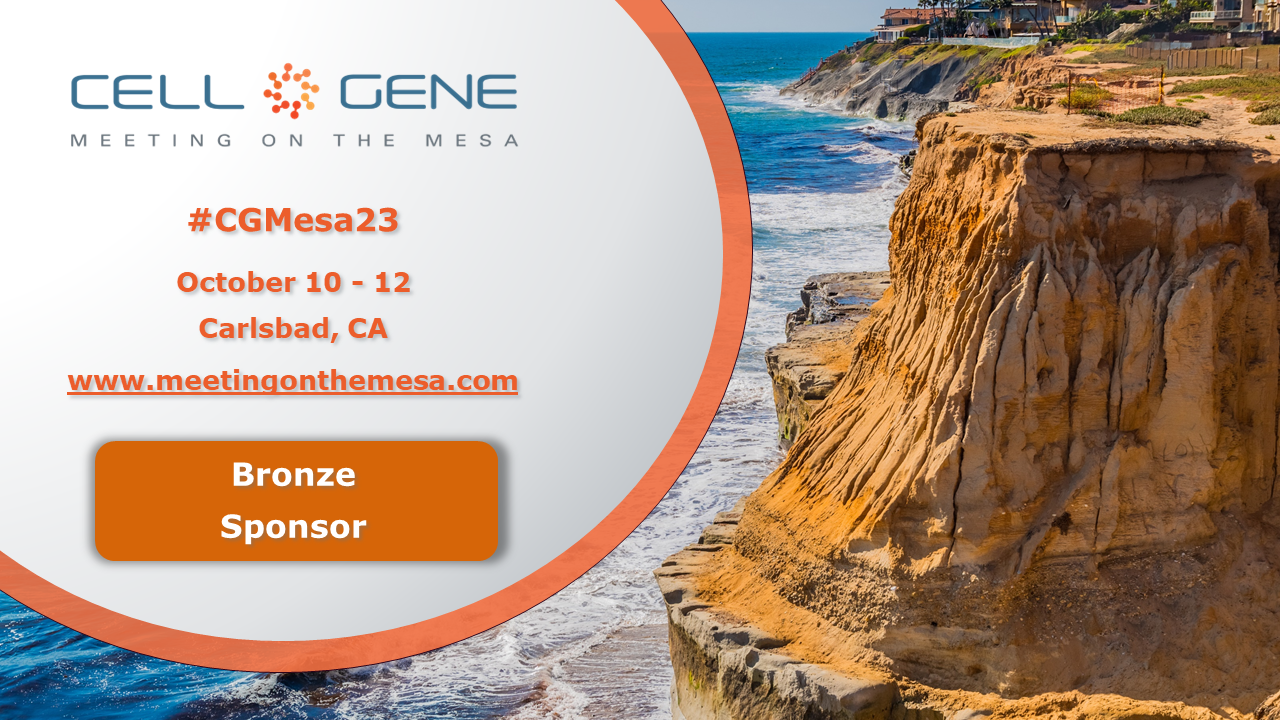 CELL GENE
MEETING ON THE MESA
#CGMesa23
October 10 - 12
Carlsbad, CA
www.meetingonthemesa.com
Bronze
Sponsor